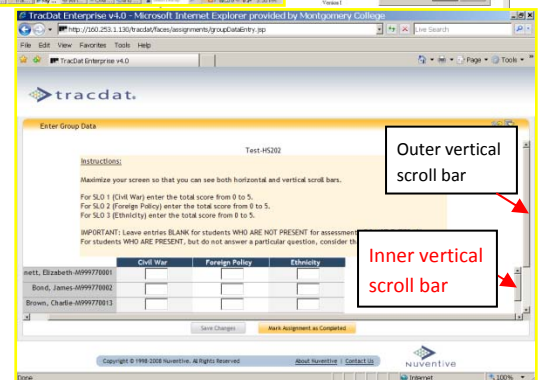 Version 1
TracDat Enterprise v4.0 - Microsoft Internet Explorer provided by Montgomery College
http://160.253.1.130/tracdat/faces/assignments/groupDataEntry.jsp
Live Search
File Edit View Favorites Tools Help
TracDat Enterprise v4.0
Page Tools
tracdat.
Enter Group Data
Test-HS202
Instructions:
Maximize your screen so that you can see both horizontal and vertical scroll bars.
For SLO 1 (Civil War) enter the total score from 0 to 5.
For SLO 2 (Foreign Policy) enter the total score from 0 to 5.
For SLO 3 (Ethnicity) enter the total score from 0 to 5.
IMPORTANT: Leave entries BLANK for students WHO ARE NOT PRESENT for assessment
For students WHO ARE PRESENT, but do not answer a particular question, consider th
Outer vertical
scroll bar
Inner vertical
scroll bar
Civil War Foreign Policy Ethnicity
nett, Elizabeth-M999770001
Bond, James-M999770002
Brown, Charlie-M999770013
Save Changes Mark Assignment as Completed
Copyright © 1998-2008 Nuventive. All Rights Reserved About Nuventive | Contact Us
NUVENTIVE
Done Internet 100%